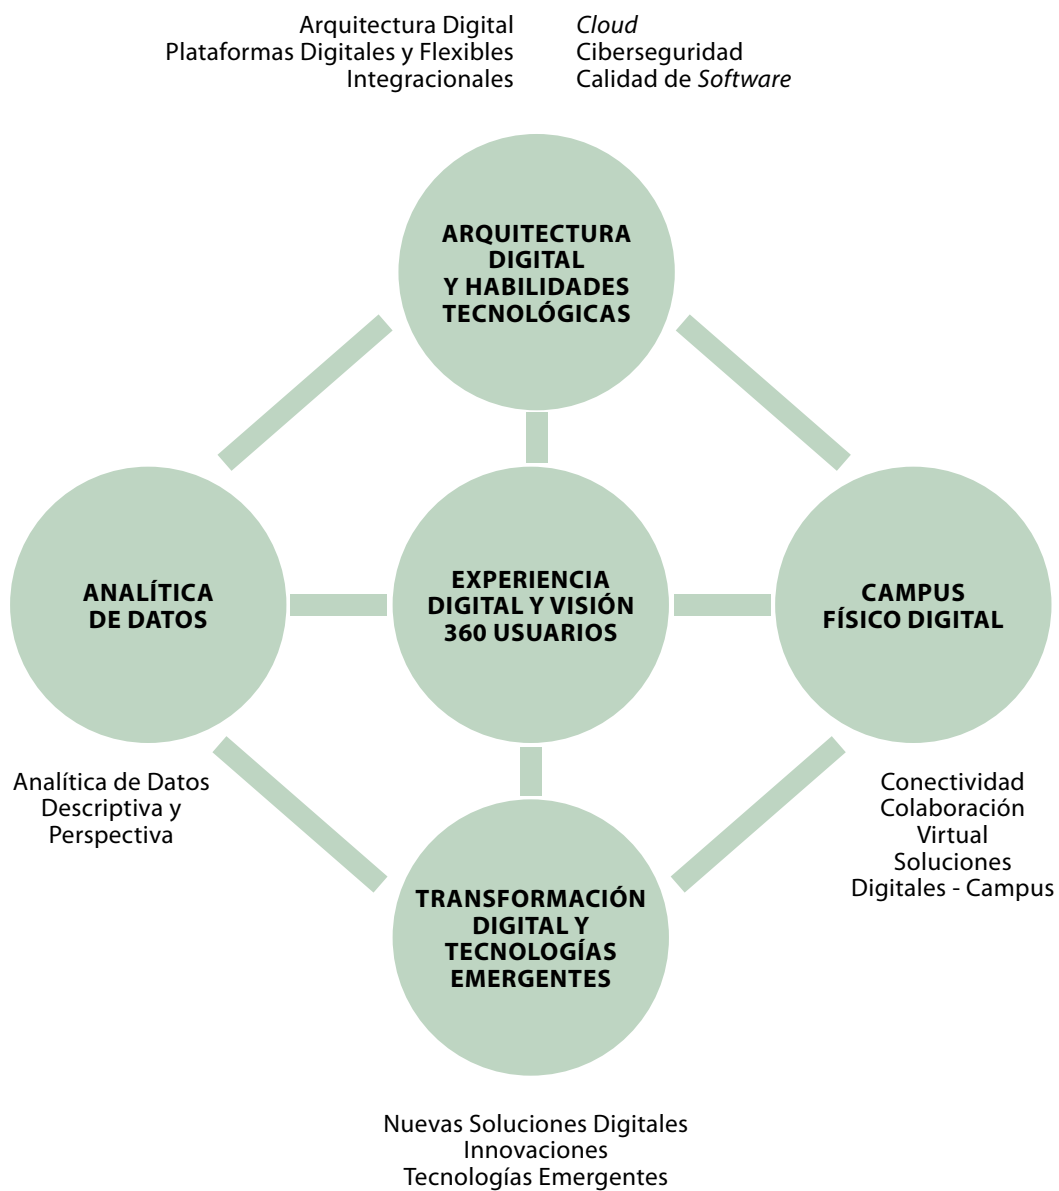 Arquitectura Digital
Plataformas Digitales y Flexibles
Integracionales
Cloud
Ciberseguridad
Calidad de Software
ARQUITECTURA
DIGITAL
Y HABILIDADES
TECNOLÓGICAS
ANALÍTICA
DE DATOS
EXPERIENCIA
DIGITAL Y VISIÓN
360 USUARIOS
CAMPUS
FÍSICO DIGITAL
Analítica de Datos
Descriptiva y
Perspectiva
Conectividad
Colaboración
Virtual
Soluciones
Digitales - Campus
TRANSFORMACIÓN
DIGITAL Y
TECNOLOGÍAS
EMERGENTES
Nuevas Soluciones Digitales
Innovaciones
Tecnologías Emergentes